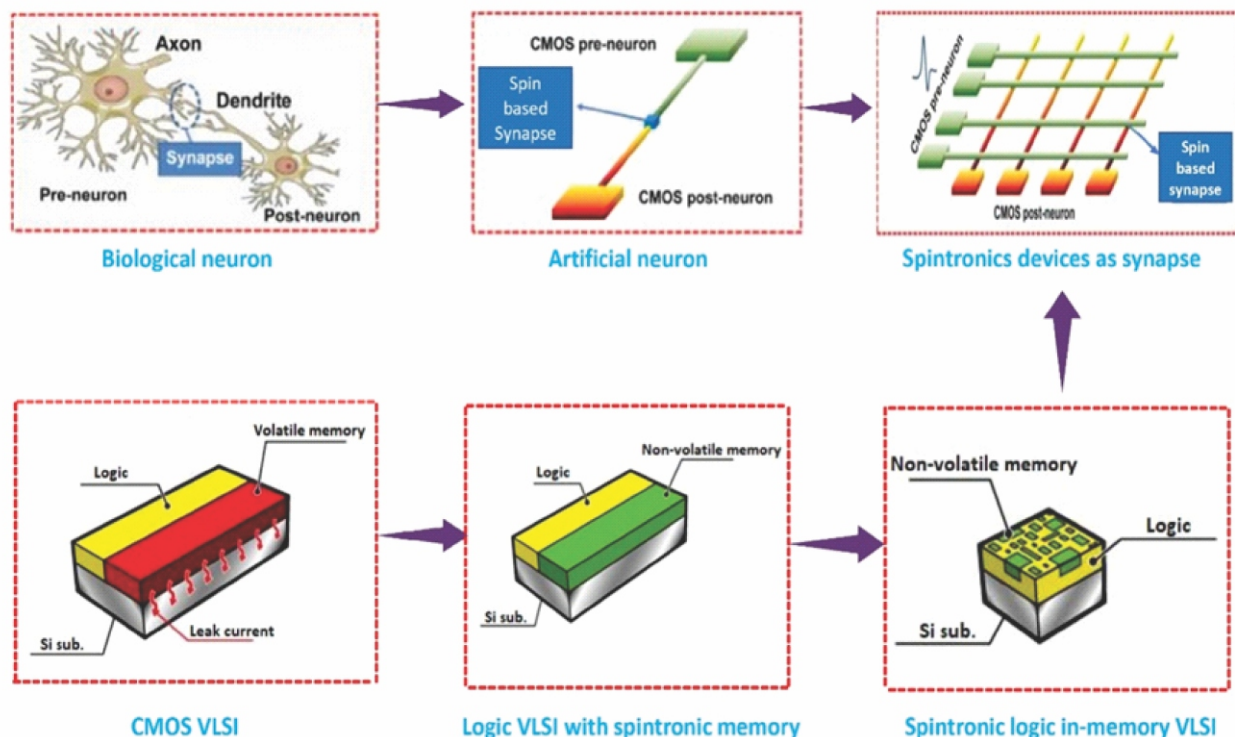 Axon
Dendrite
Synapse
Pre-neuron
Post-neuron
Biological neuron
CMOS pre-neuron
Spin
based
Synapse
CMOS post-neuron
Artificial neuron
CMOS pre-neuron
Spin
based
synapse
CMOS post-neuron
Spintronics devices as synapse
Volatile memory
Logic
Leak current
Si sub.
CMOS VLSI
Non-volatile memory
Logic
Si sub.
Logic VLSI with spintronic memory
Non-volatile memory
Logic
Si sub.
Spintronic logic in-memory VLSI